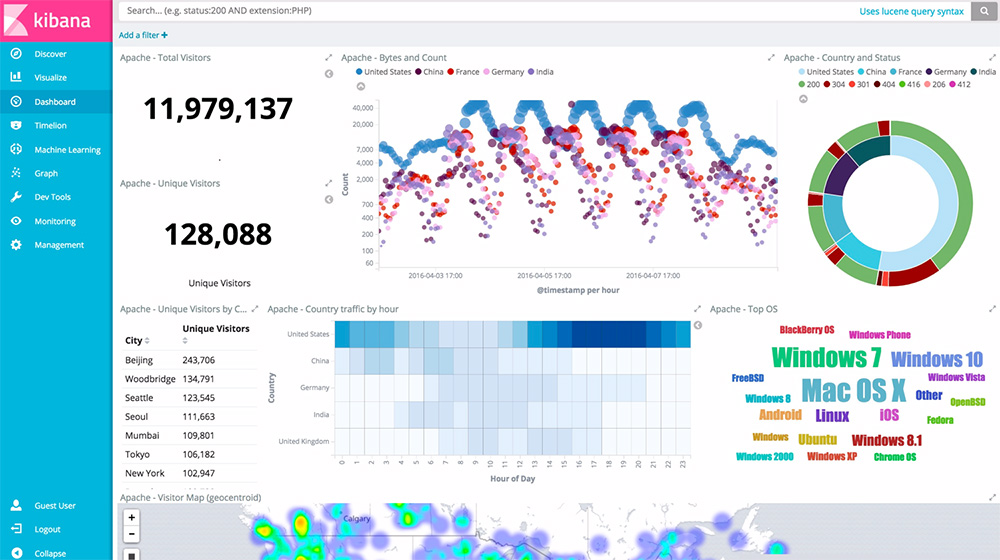 kibana
Search... (e.g. status:200 AND extension:PHP)
Uses lucene query syntax
Add a filter +
Discover
Visualize
Dashboard
Timelion
Machine Learning
Graph
Dev Tools
Monitoring
Management
Guest User
Logout
Collapse
Apache - Total Visitors
11,979,137
Apache - Unique Visitors
128,088
Unique Visitors
Apache - Bytes and Count
United States China France Germany India
40,000
20,000
7,000
4,000
2,000
700
400
200
100
60
Count
2016-04-03 17:00 2016-04-05 17:00 2016-04-07 17:00
@timestamp per hour
Apache - Country and Status
United States China France Germany India
200 304 301 404 416 206 412
Apache - Unique Visitors by C...
City Unique Visitors
Beijing 243,706
Woodbridge 134,791
Seattle 123,545
Seoul 111,663
Mumbai 109,801
Tokyo 106,182
New York 102,947
Apache - Country traffic by hour
Country
United States
China
Germany
India
United Kingdom
0 1 2 3 4 5 6 7 8 9 10 11 12 13 14 15 16 17 18 19 20 21 22 23
Hour of Day
Apache - Top OS
BlackBerry OS
Windows Phone
Windows 7
Windows 10
FreeBSD
Windows Vista
Mac OS X
Windows 8
Other
OpenBSD
Android
Linux
iOS
Fedora
Windows
Ubuntu
Windows 8.1
Windows 2000
Windows XP
Chrome OS
Apache - Visitor Map (geocentroid)
+
−
Calgary